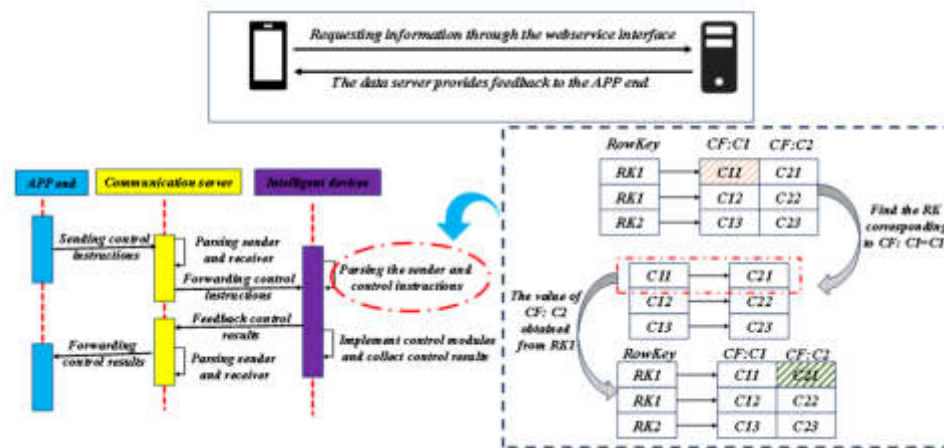 Requesting information through the webservice interface
The data server provides feedback to the APP end
APP end
Communication server
Intelligent devices
Sending control
instructions
Parsing sender
and receiver
Forwarding control
Instructions
Parsing the sender and
control instructions
Feedback control
results
Implement control modules
and collect control results
Forwarding
control results
Parsing sender
and receiver
RowKey CF:C1 CF:C2
RK1 C11 C21
RK1 C12 C22
RK2 C13 C23
Find the RK
corresponding
to CF: C1=C1
C11 C21
C12 C22
C13 C23
The value of
CF: C2
obtained
from RK1
RowKey CF:C1 CF:C2
RK1 C11 C21
RK1 C12 C22
RK2 C13 C23